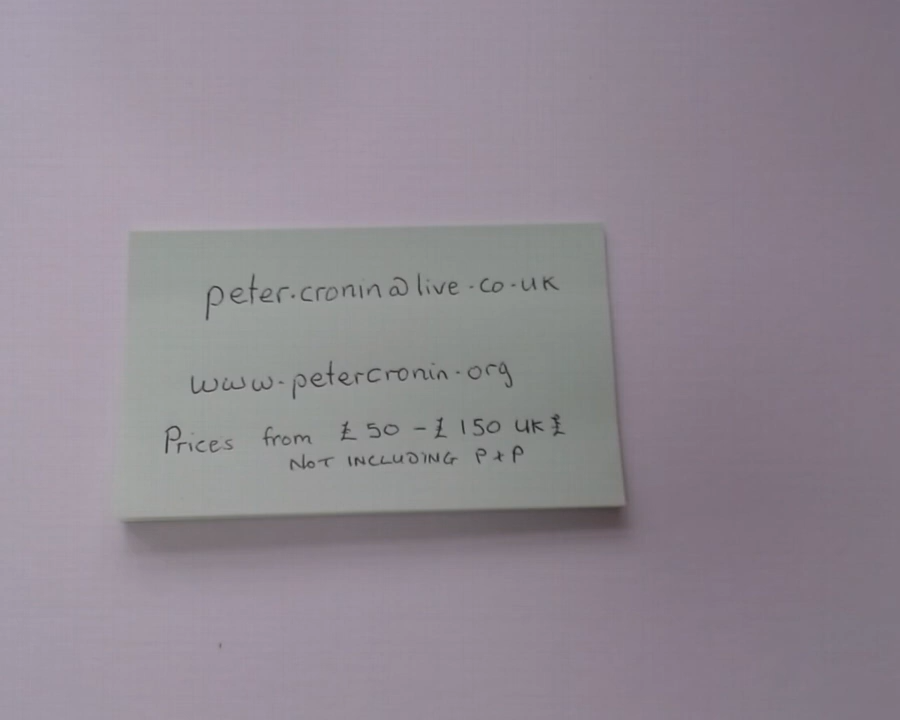 peter.cronin@live.co.uk
www.petercronin.org
Prices from £50 - £150 UK £
NOT INCLUDING P + P